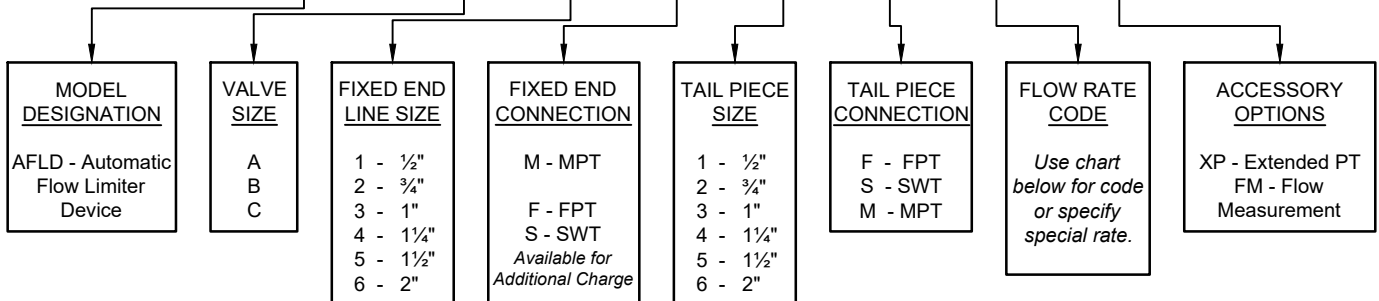 MODEL
DESIGNATION
AFLD - Automatic
Flow Limiter
Device
VALVE
SIZE
A
B
C
FIXED END
LINE SIZE
1 - ½"
2 - ¾"
3 - 1"
4 - 1¼"
5 - 1½"
6 - 2"
FIXED END
CONNECTION
M - MPT
F - FPT
S - SWT
Available for
Additional Charge
TAIL PIECE
SIZE
1 - ½"
2 - ¾"
3 - 1"
4 - 1¼"
5 - 1½"
6 - 2"
TAIL PIECE
CONNECTION
F - FPT
S - SWT
M - MPT
FLOW RATE
CODE
Use chart
below for code
or specify
special rate.
ACCESSORY
OPTIONS
XP - Extended PT
FM - Flow
Measurement